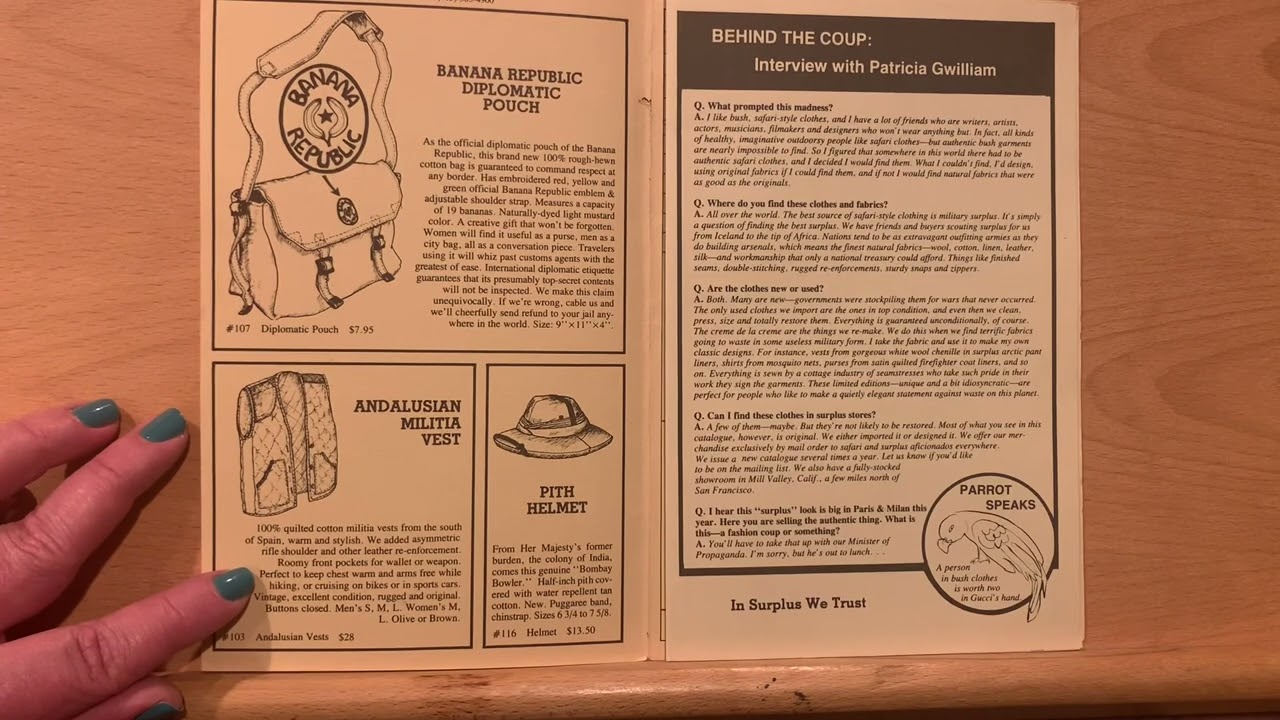 BANANA REPUBLIC
DIPLOMATIC
POUCH
BANANA
REPUBLIC
As the official diplomatic pouch of the Banana
Republic, this brand new 100% rough-hewn
cotton bag is guaranteed to command respect at
any border. Has embroidered red, yellow and
green official Banana Republic emblem &
adjustable shoulder strap. Measures a capacity
of 19 bananas. Naturally-dyed light mustard
color. A creative gift that won't be forgotten.
Women will find it useful as a purse, men as a
city bag, all as a conversation piece. Travelers
using it will whiz past customs agents with the
greatest of ease. International diplomatic etiquette
guarantees that its presumably top-secret contents
will not be inspected. We make this claim
unequivocally. If we're wrong, cable us and
we'll cheerfully send refund to your jail any-
where in the world. Size: 9"×11"×4".
#107 Diplomatic Pouch $7.95
ANDALUSIAN
MILITIA
VEST
100% quilted cotton militia vests from the south
of Spain, warm and stylish. We added asymmetric
rifle shoulder and other leather re-enforcement.
Roomy front pockets for wallet or weapon.
Perfect to keep chest warm and arms free while
hiking, or cruising on bikes or in sports cars.
Vintage, excellent condition, rugged and original.
Buttons closed. Men's S, M, L. Women's M,
L. Olive or Brown.
#103 Andalusian Vests $28
PITH
HELMET
From Her Majesty's former
burden, the colony of India,
comes this genuine "Bombay
Bowler." Half-inch pith cov-
ered with water repellent tan
cotton. New. Puggaree band,
chinstrap. Sizes 6 3/4 to 7 5/8.
#116 Helmet $13.50
BEHIND THE COUP:
Interview with Patricia Gwilliam
Q. What prompted this madness?
A. I like bush, safari-style clothes, and I have a lot of friends who are writers, artists,
actors, musicians, filmakers and designers who won't wear anything but. In fact, all kinds
of healthy, imaginative outdoorsy people like safari clothes—but authentic bush garments
are nearly impossible to find. So I figured that somewhere in this world there had to be
authentic safari clothes, and I decided I would find them. What I couldn't find, I'd design,
using original fabrics if I could find them, and if not I would find natural fabrics that were
as good as the originals.
Q. Where do you find these clothes and fabrics?
A. All over the world. The best source of safari-style clothing is military surplus. It's simply
a question of finding the best surplus. We have friends and buyers scouting surplus for us
from Iceland to the tip of Africa. Nations tend to be as extravagant outfitting armies as they
do building arsenals, which means the finest natural fabrics—wool, cotton, linen, leather,
silk—and workmanship that only a national treasury could afford. Things like finished
seams, double-stitching, rugged re-enforcements, sturdy snaps and zippers.
Q. Are the clothes new or used?
A. Both. Many are new—governments were stockpiling them for wars that never occurred.
The only used clothes we import are the ones in top condition, and even then we clean,
press, size and totally restore them. Everything is guaranteed unconditionally, of course.
The creme de la creme are the things we re-make. We do this when we find terrific fabrics
going to waste in some useless military form. I take the fabric and use it to make my own
classic designs. For instance, vests from gorgeous white wool chenille in surplus arctic pant
liners, shirts from mosquito nets, purses from satin quilted firefighter coat liners, and so
on. Everything is sewn by a cottage industry of seamstresses who take such pride in their
work they sign the garments. These limited editions—unique and a bit idiosyncratic—are
perfect for people who like to make a quietly elegant statement against waste on this planet.
Q. Can I find these clothes in surplus stores?
A. A few of them—maybe. But they're not likely to be restored. Most of what you see in this
catalogue, however, is original. We either imported it or designed it. We offer our mer-
chandise exclusively by mail order to safari and surplus aficionados everywhere.
We issue a new catalogue several times a year. Let us know if you'd like
to be on the mailing list. We also have a fully-stocked
showroom in Mill Valley, Calif., a few miles north of
San Francisco.
Q. I hear this "surplus" look is big in Paris & Milan this
year. Here you are selling the authentic thing. What is
this—a fashion coup or something?
A. You'll have to take that up with our Minister of
Propaganda. I'm sorry, but he's out to lunch. . .
PARROT
SPEAKS
A person
in bush clothes
is worth two
in Gucci's hand.
In Surplus We Trust